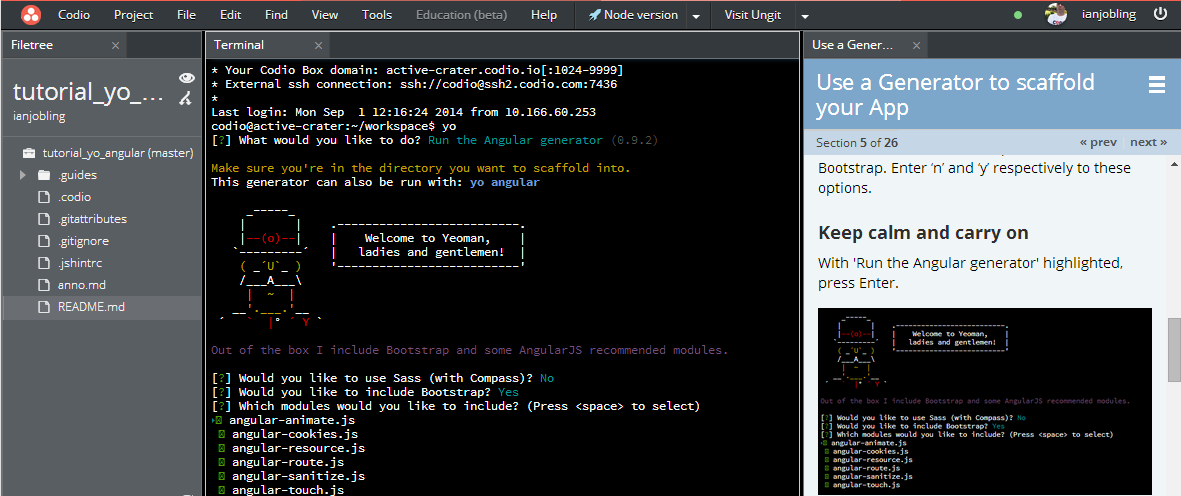 Codio Project File Edit Find View Tools Education (beta) Help Node version Visit Ungit ianjobling
Filetree
tutorial_yo_...
ianjobling
tutorial_yo_angular (master)
.guides
.codio
.gitattributes
.gitignore
.jshintrc
anno.md
README.md
Terminal
* Your Codio Box domain: active-crater.codio.io[:1024-9999]
* External ssh connection: ssh://codio@ssh2.codio.com:7436
*
Last login: Mon Sep  1 12:16:24 2014 from 10.166.60.253
codio@active-crater:~/workspace$ yo
[?] What would you like to do? Run the Angular generator (0.9.2)
Make sure you're in the directory you want to scaffold into.
This generator can also be run with: yo angular
Welcome to Yeoman,
ladies and gentlemen!
Out of the box I include Bootstrap and some AngularJS recommended modules.
[?] Would you like to use Sass (with Compass)? No
[?] Would you like to include Bootstrap? Yes
[?] Which modules would you like to include? (Press <space> to select)
angular-animate.js
angular-cookies.js
angular-resource.js
angular-route.js
angular-sanitize.js
angular-touch.js
Use a Gener...
Use a Generator to scaffold
your App
Section 5 of 26 « prev next »
Bootstrap. Enter ‘n’ and ‘y’ respectively to these
options.
Keep calm and carry on
With 'Run the Angular generator' highlighted,
press Enter.
Welcome to Yeoman,
ladies and gentlemen!
Out of the box I include Bootstrap and some AngularJS recommended modules.
[?] Would you like to use Sass (with Compass)? No
[?] Would you like to include Bootstrap? Yes
[?] Which modules would you like to include? (Press <space> to select)
angular-animate.js
angular-cookies.js
angular-resource.js
angular-route.js
angular-sanitize.js
angular-touch.js